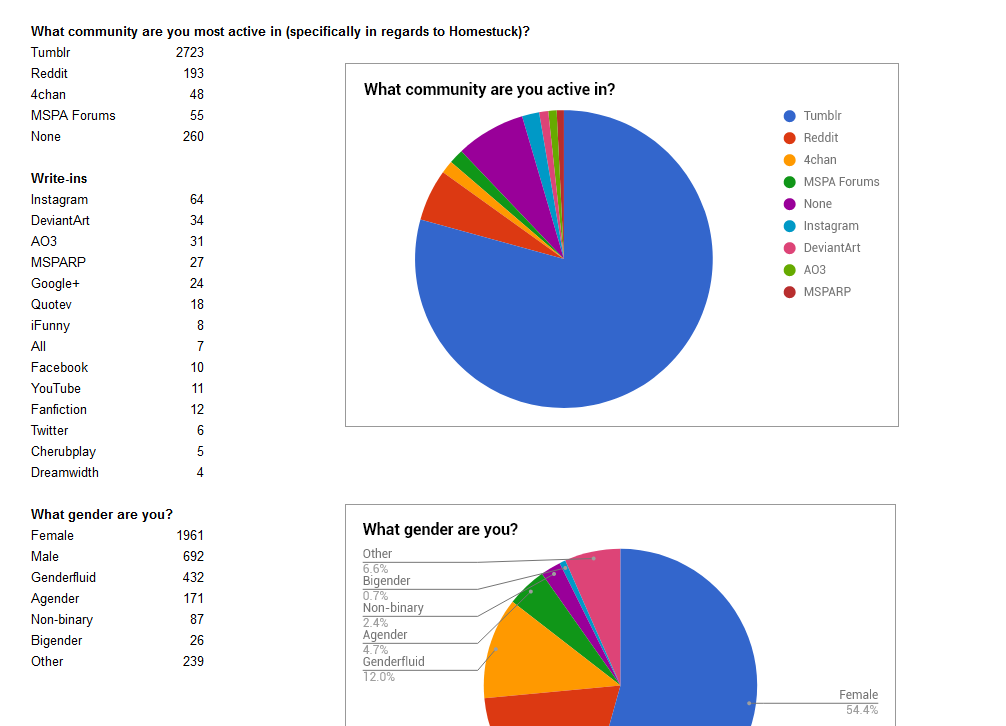 What community are you most active in (specifically in regards to Homestuck)?
Tumblr 2723
Reddit 193
4chan 48
MSPA Forums 55
None 260
Write-ins
Instagram 64
DeviantArt 34
AO3 31
MSPARP 27
Google+ 24
Quotev 18
iFunny 8
All 7
Facebook 10
YouTube 11
Fanfiction 12
Twitter 6
Cherubplay 5
Dreamwidth 4
What community are you active in?
Tumblr
Reddit
4chan
MSPA Forums
None
Instagram
DeviantArt
AO3
MSPARP
What gender are you?
Female 1961
Male 692
Genderfluid 432
Agender 171
Non-binary 87
Bigender 26
Other 239
What gender are you?
Other
6.6%
Bigender
0.7%
Non-binary
2.4%
Agender
4.7%
Genderfluid
12.0%
Female
54.4%